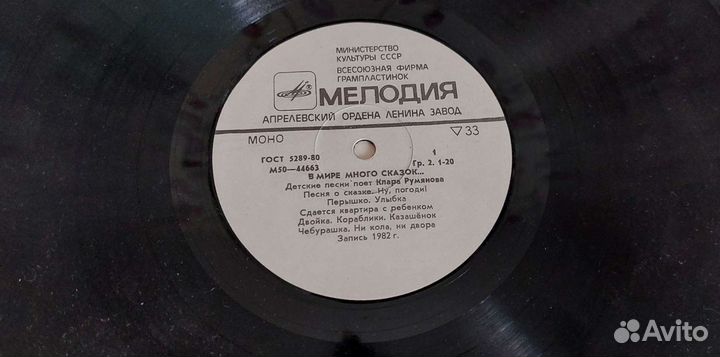 МИНИСТЕРСТВО
КУЛЬТУРЫ СССР
ВСЕСОЮЗНАЯ ФИРМА
ГРАМПЛАСТИНОК
МЕЛОДИЯ
АПРЕЛЕВСКИЙ ОРДЕНА ЛЕНИНА ЗАВОД
МОНО ▽33
ГОСТ 5289-80 1
М50—44663 Гр. 2. 1-20
В МИРЕ МНОГО СКАЗОК...
Детские песни поет Клара Румянова
Песня о сказке. Ну, погоди!
Перышко. Улыбка
Сдается квартира с ребенком
Двойка. Кораблики. Казашёнок
Чебурашка. Ни кола, ни двора
Запись 1982 г.
Avito